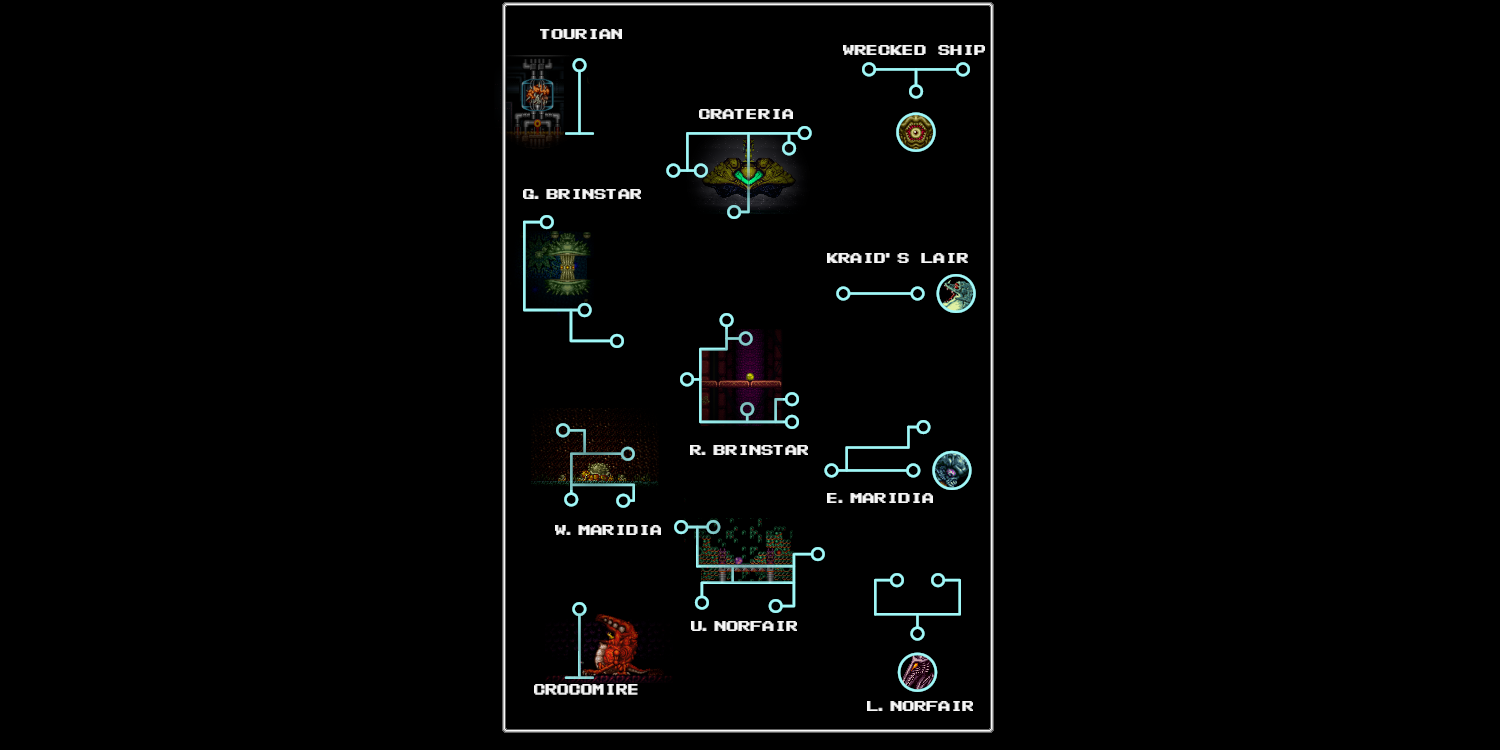 TOURIAN
WRECKED SHIP
CRATERIA
G. BRINSTAR
KRAID'S LAIR
R. BRINSTAR
E. MARIDIA
W. MARIDIA
U. NORFAIR
CROCOMIRE
L. NORFAIR